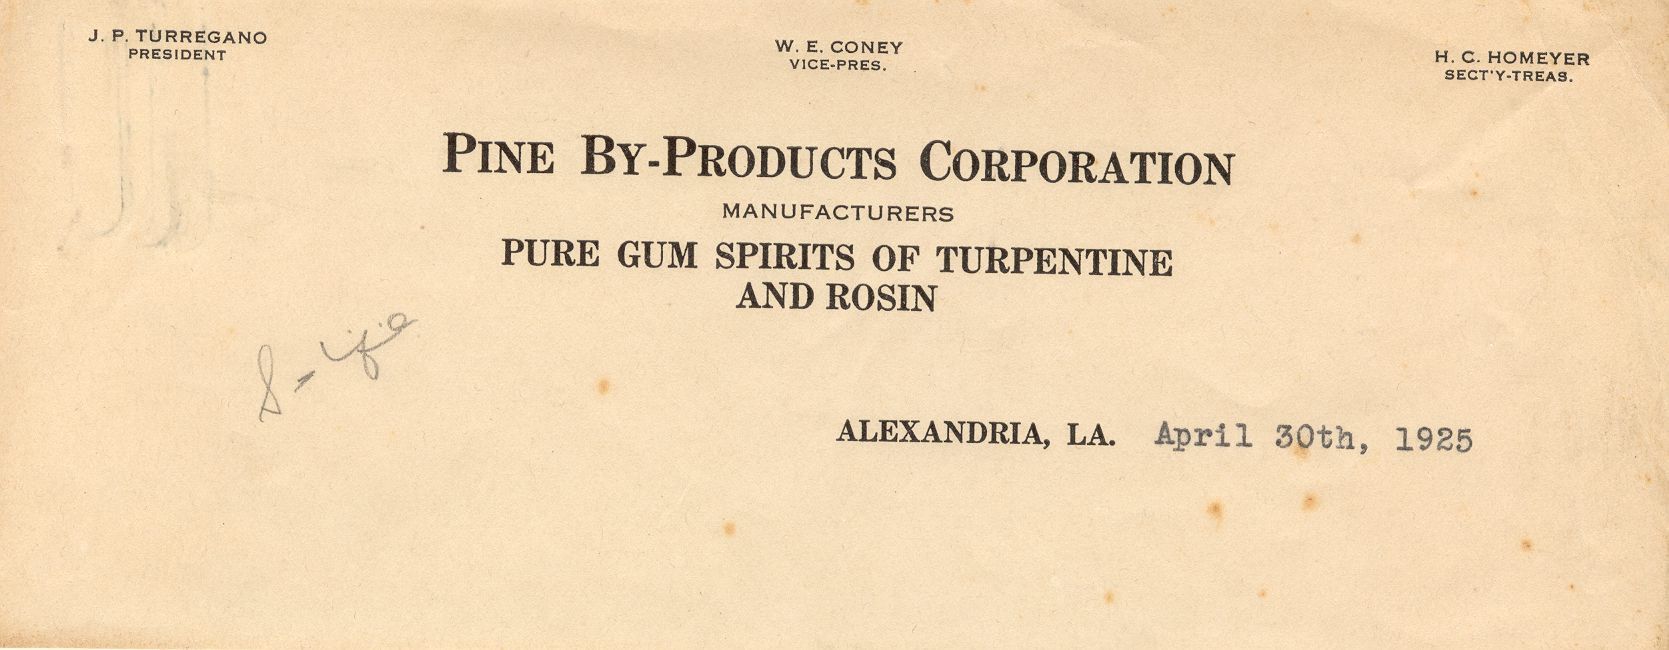 J. P. TURREGANO
PRESIDENT
W. E. CONEY
VICE-PRES.
H. C. HOMEYER
SECT'Y-TREAS.
PINE BY-PRODUCTS CORPORATION
MANUFACTURERS
PURE GUM SPIRITS OF TURPENTINE
AND ROSIN
ALEXANDRIA, LA. April 30th, 1925